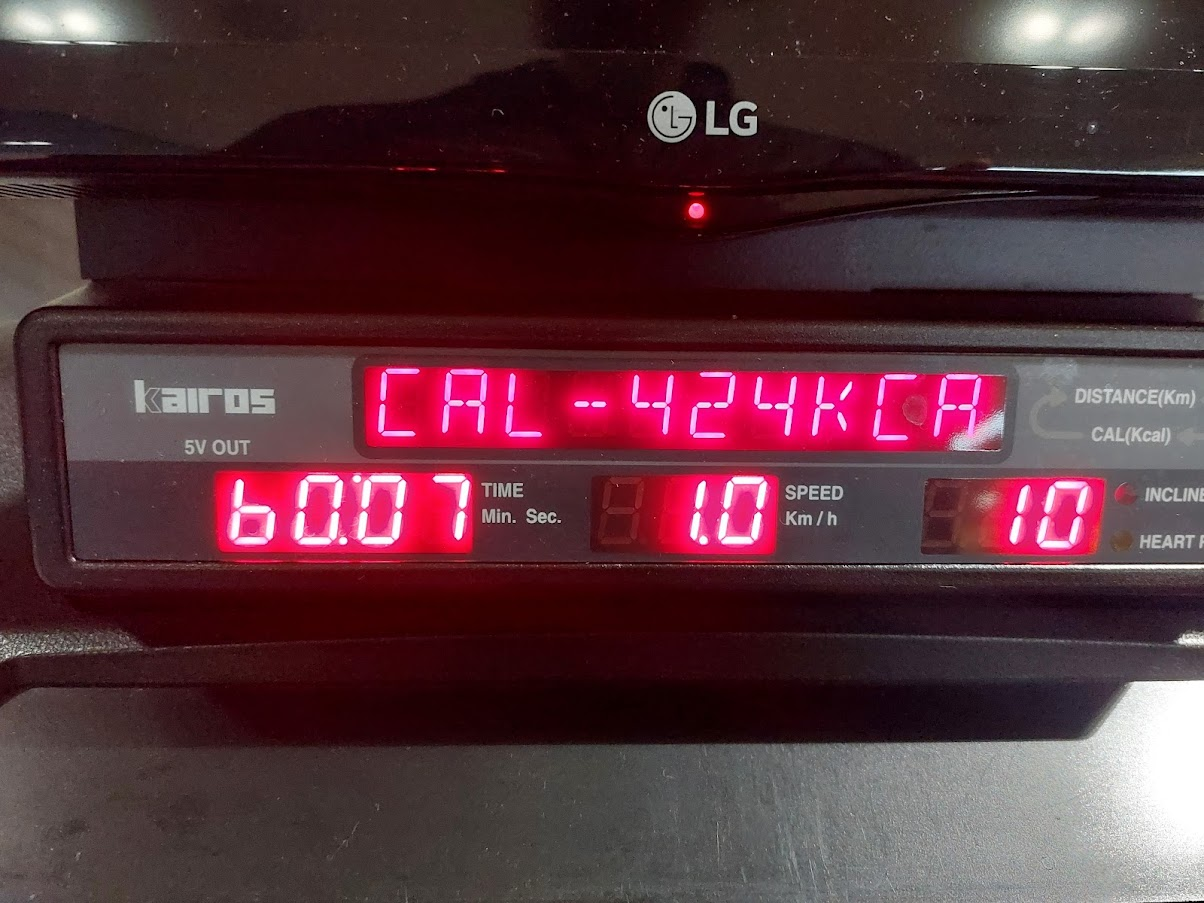 LG
kairos
5V OUT
CAL-424KCA
DISTANCE(Km)
CAL(Kcal)
60:07
TIME
Min. Sec.
1.0
SPEED
Km/h
10
INCLINE
HEART